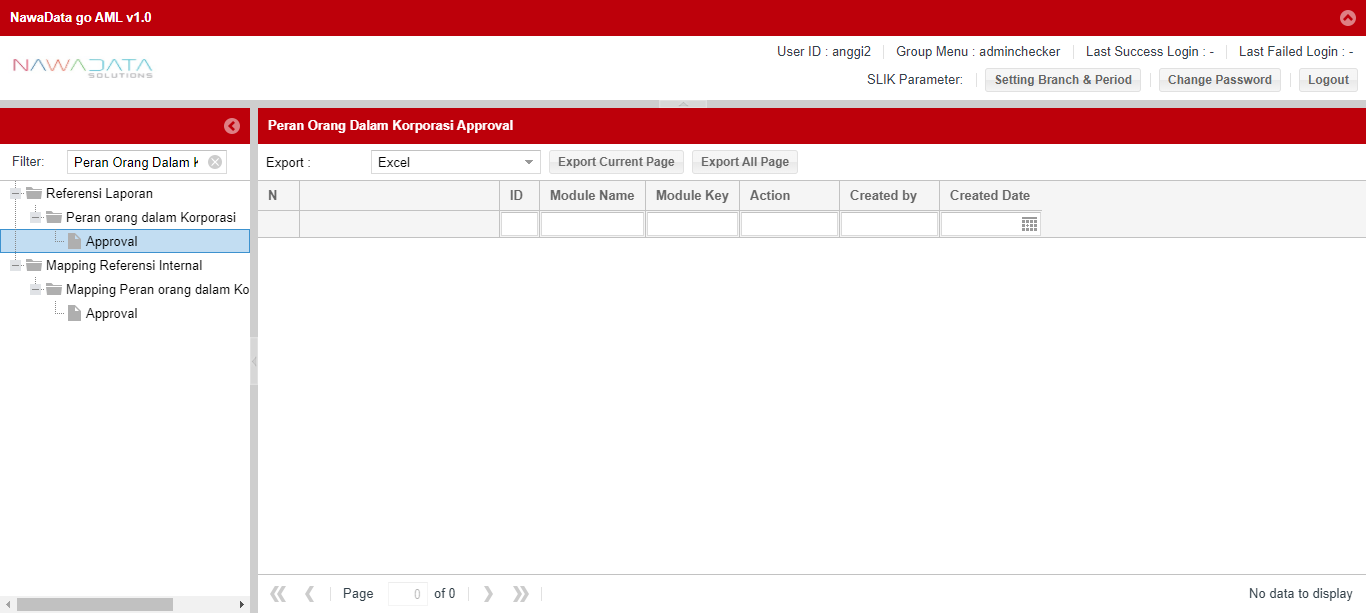 NawaData go AML v1.0
NAWADATA
SOLUTIONS
User ID : anggi2 Group Menu : adminchecker Last Success Login : - Last Failed Login : -
SLIK Parameter: Setting Branch & Period Change Password Logout
Peran Orang Dalam Korporasi Approval
Filter: Peran Orang Dalam K
Export : Excel Export Current Page Export All Page
Referensi Laporan
Peran orang dalam Korporasi
Approval
Mapping Referensi Internal
Mapping Peran orang dalam Ko
Approval
N ID Module Name Module Key Action Created by Created Date
Page 0 of 0 No data to display